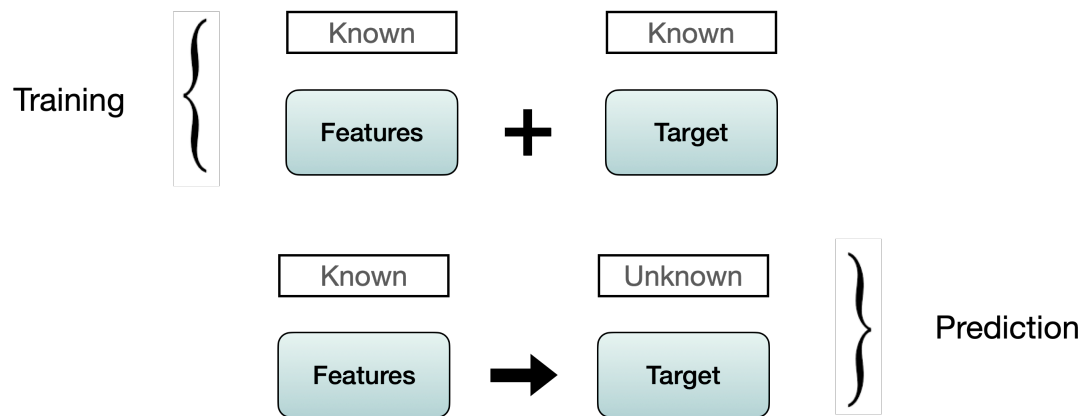 Known Known
Training
Features + Target
Known Unknown
Prediction
Features Target